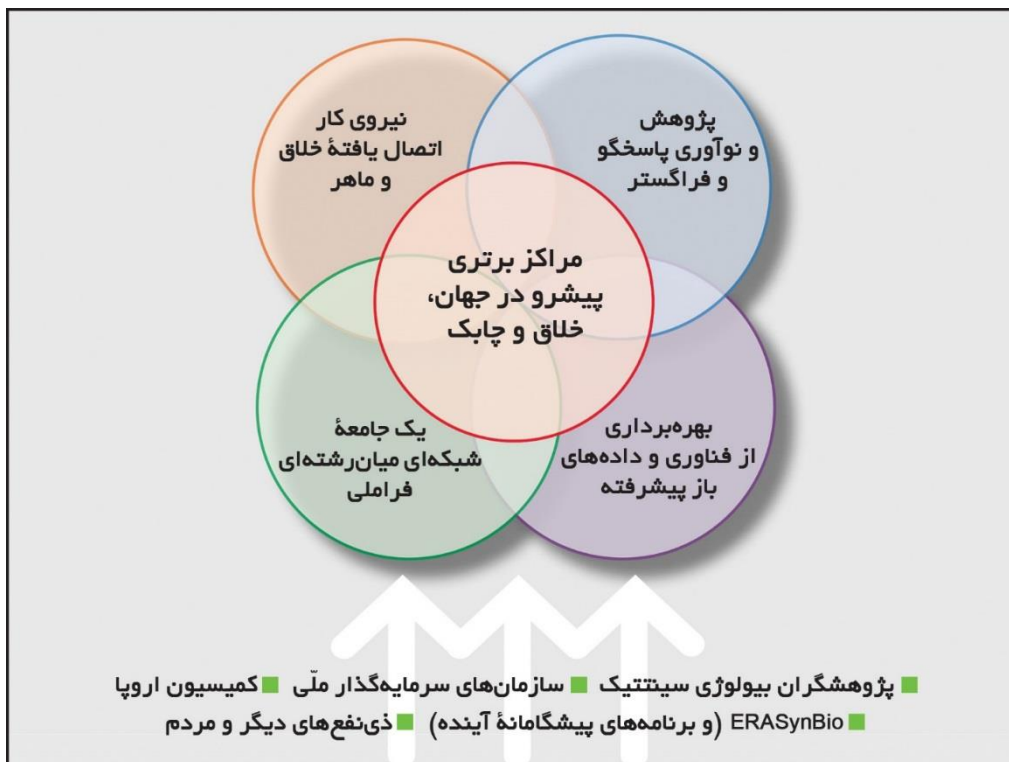 نیروی کار
اتصال یافتهٔ خلاق
و ماهر
پژوهش
و نوآوری پاسخگو
و فراگستر
مراکز برتری
پیشرو در جهان،
خلاق و چابک
یک جامعهٔ
شبکه‌ای میان‌رشته‌ای
فراملی
بهره‌برداری
از فناوری و داده‌های
باز پیشرفته
■ پژوهشگران بیولوژی سینتتیک ■ سازمان‌های سرمایه‌گذار ملّی ■ کمیسیون اروپا
■ ERASynBio (و برنامه‌های پیشگامانهٔ آینده) ■ ذی‌نفع‌های دیگر و مردم